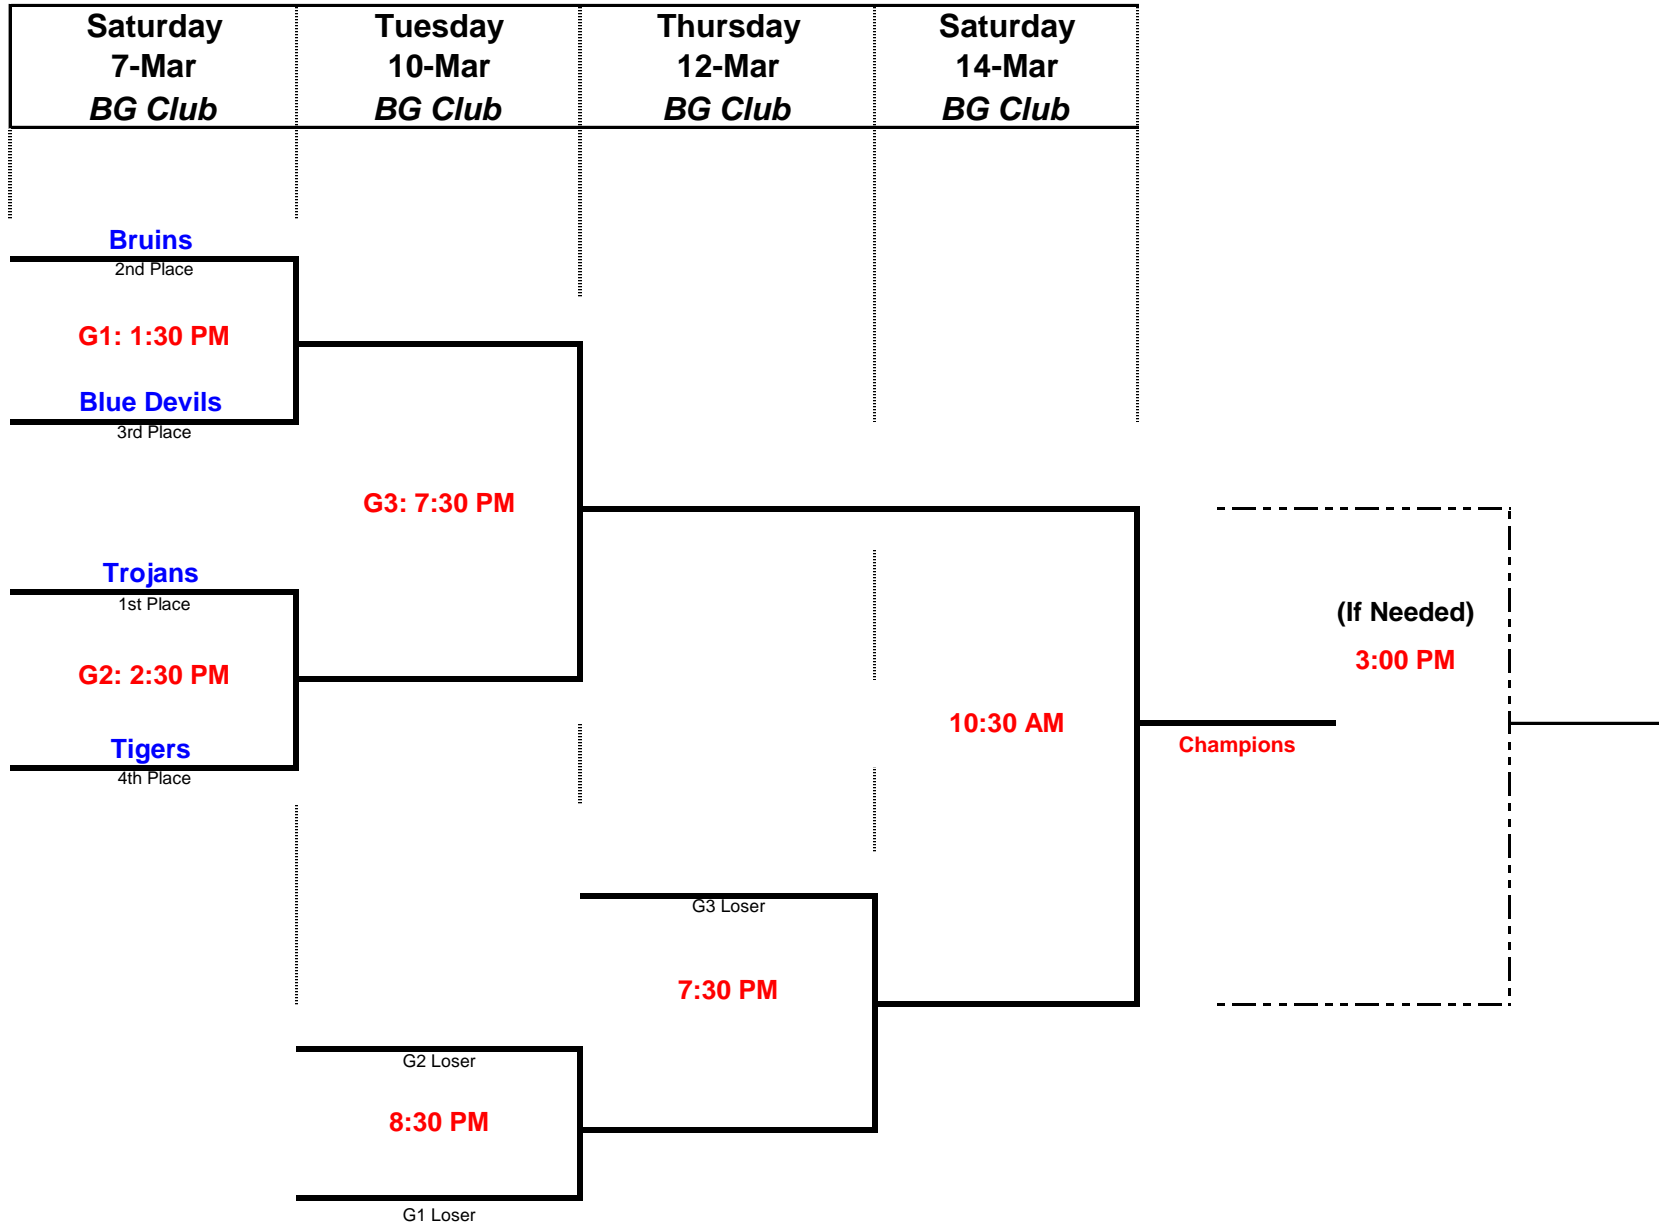 Saturday
7-Mar
BG Club
Tuesday
10-Mar
BG Club
Thursday
12-Mar
BG Club
Saturday
14-Mar
BG Club
Bruins
2nd Place
G1: 1:30 PM
Blue Devils
3rd Place
G3: 7:30 PM
Trojans
1st Place
(If Needed)
3:00 PM
G2: 2:30 PM
10:30 AM
Champions
Tigers
4th Place
G3 Loser
7:30 PM
G2 Loser
8:30 PM
G1 Loser